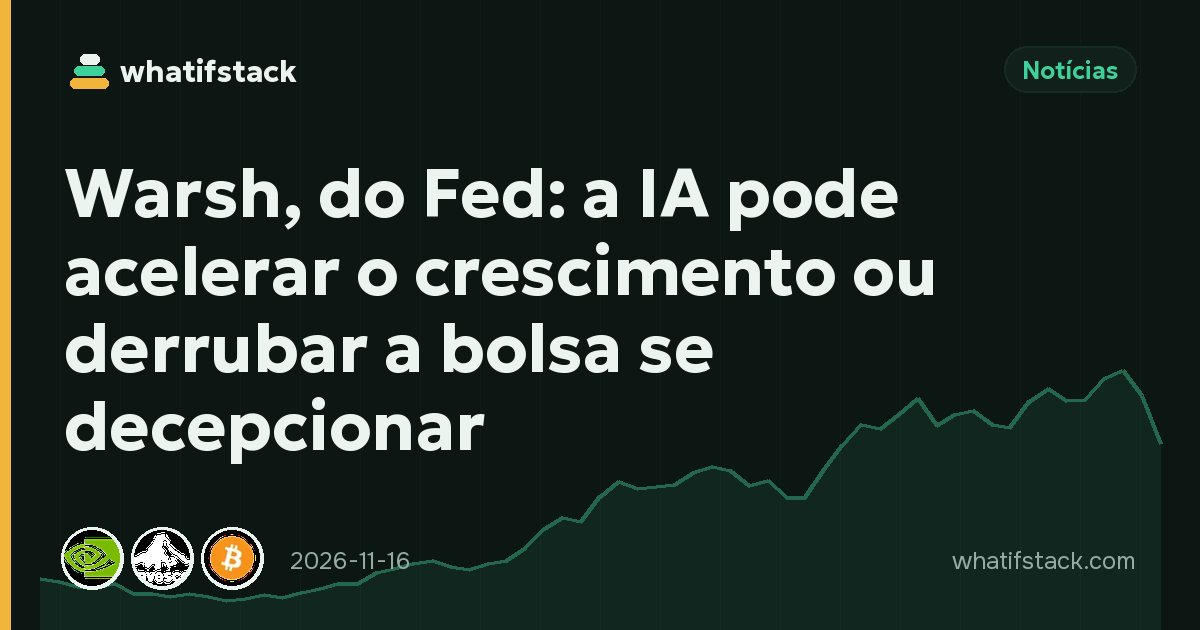 whatifstack
Notícias
Warsh, do Fed: a IA pode
acelerar o crescimento ou
derrubar a bolsa se
decepcionar
2026-11-16
whatifstack.com